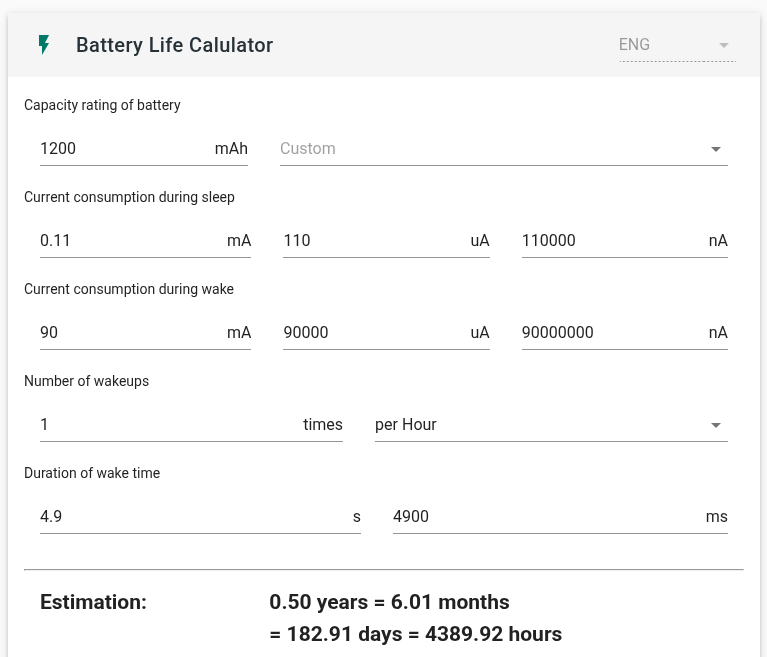 Battery Life Calulator
ENG
Capacity rating of battery
1200 mAh Custom
Current consumption during sleep
0.11 mA 110 uA 110000 nA
Current consumption during wake
90 mA 90000 uA 90000000 nA
Number of wakeups
1 times per Hour
Duration of wake time
4.9 s 4900 ms
Estimation: 0.50 years = 6.01 months
= 182.91 days = 4389.92 hours